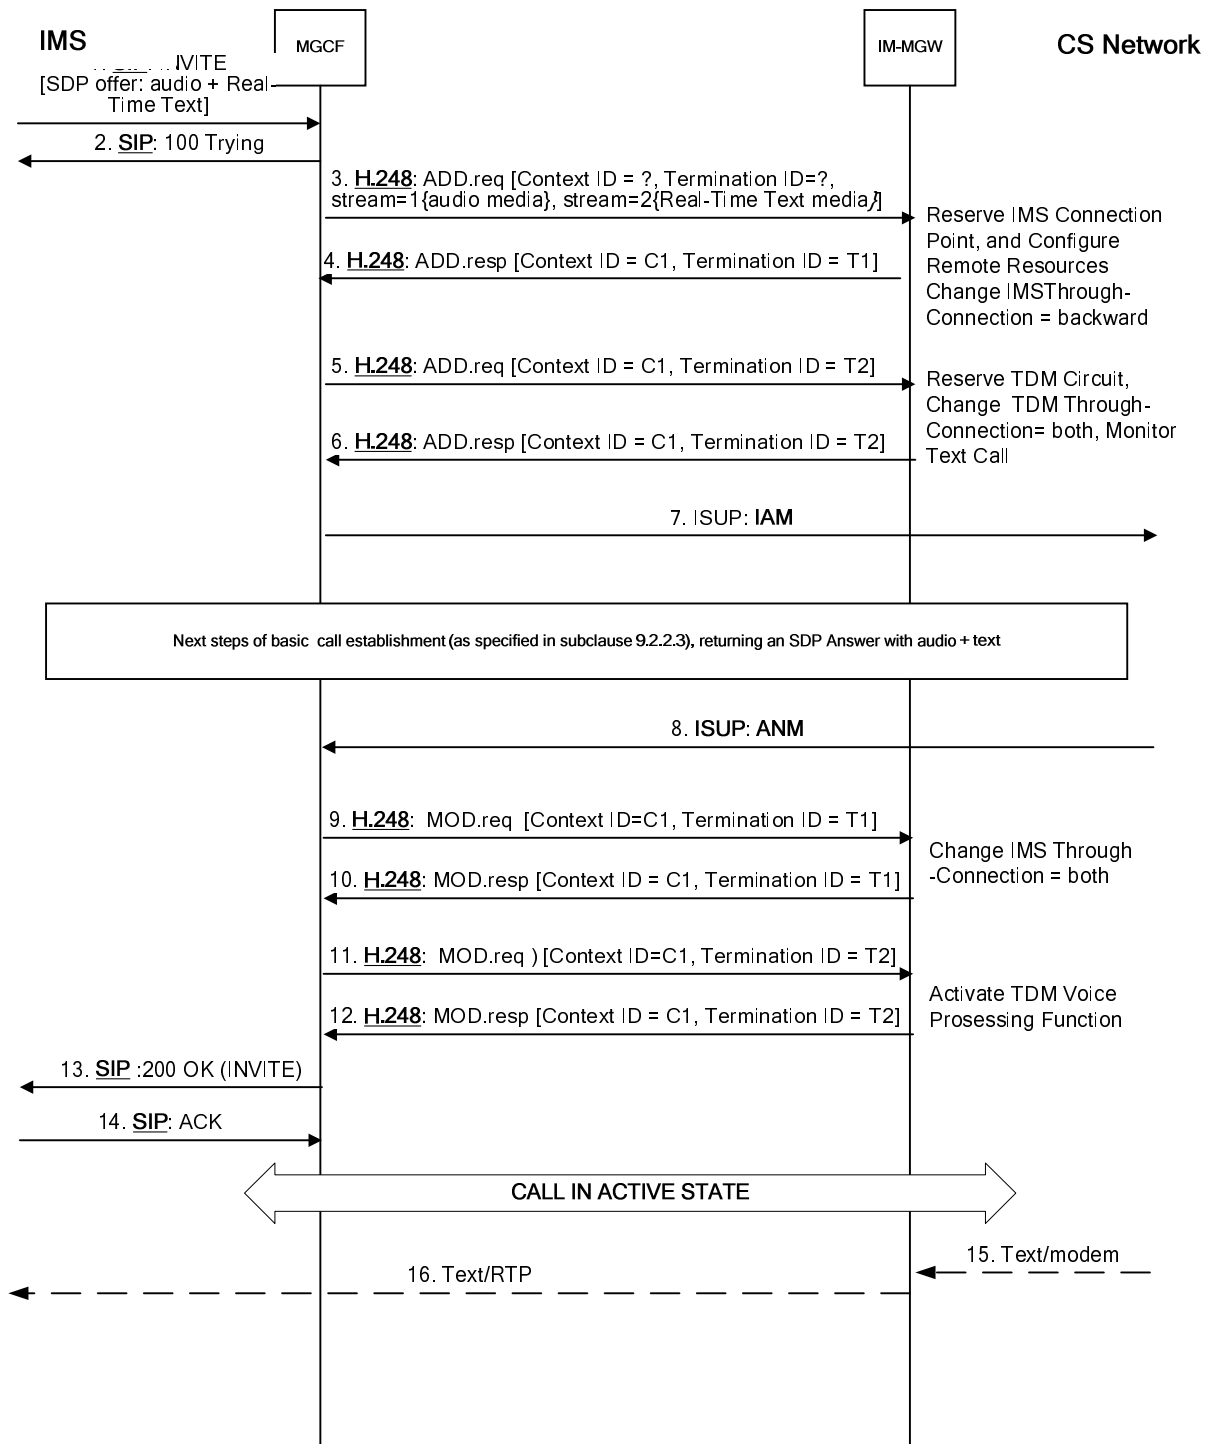 IMS
MGCF
IM-MGW
CS Network
INVITE
[SDP offer: audio + Real-
Time Text]
2. SIP: 100 Trying
3. H.248: ADD.req [Context ID = ?, Termination ID=?,
stream=1{audio media}, stream=2{Real-Time Text media}]
Reserve IMS Connection
Point, and Configure
Remote Resources
Change IMSThrough-
Connection = backward
4. H.248: ADD.resp [Context ID = C1, Termination ID = T1]
5. H.248: ADD.req [Context ID = C1, Termination ID = T2]
Reserve TDM Circuit,
Change TDM Through-
Connection= both, Monitor
Text Call
6. H.248: ADD.resp [Context ID = C1, Termination ID = T2]
7. ISUP: IAM
Next steps of basic call establishment (as specified in subclause 9.2.2.3), returning an SDP Answer with audio + text
8. ISUP: ANM
9. H.248: MOD.req [Context ID=C1, Termination ID = T1]
Change IMS Through
-Connection = both
10. H.248: MOD.resp [Context ID = C1, Termination ID = T1]
11. H.248: MOD.req ) [Context ID=C1, Termination ID = T2]
Activate TDM Voice
Prosessing Function
12. H.248: MOD.resp [Context ID = C1, Termination ID = T2]
13. SIP :200 OK (INVITE)
14. SIP: ACK
CALL IN ACTIVE STATE
15. Text/modem
16. Text/RTP